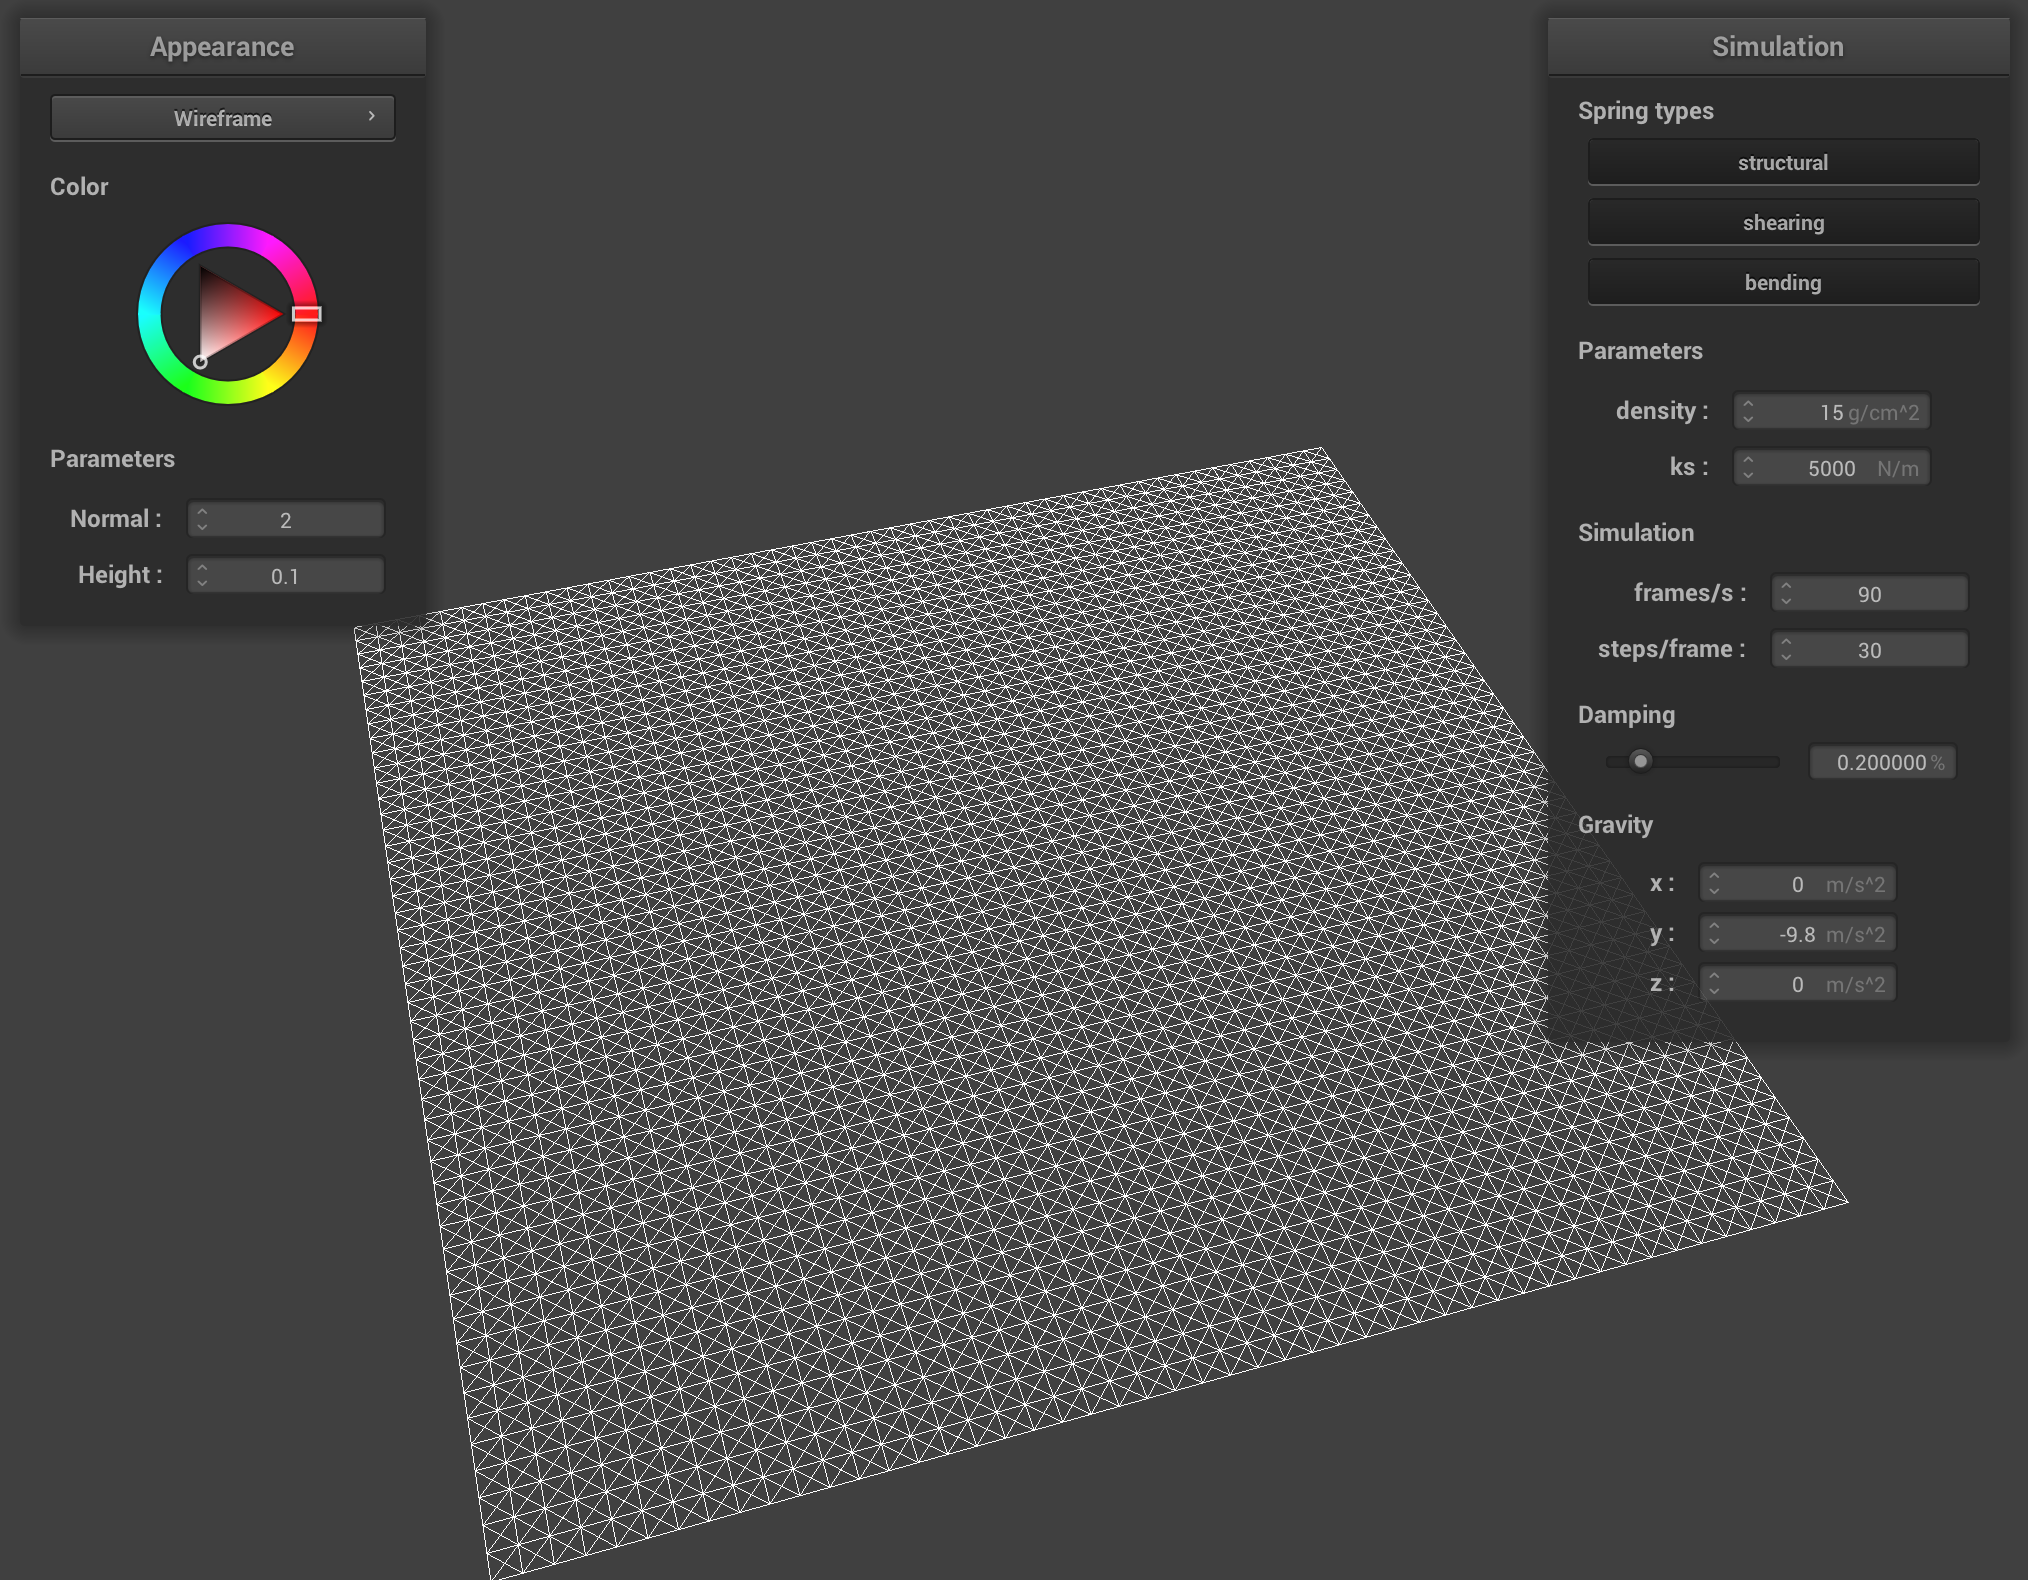 Appearance
Wireframe
Color
Parameters
Normal : 2
Height : 0.1
Simulation
Spring types
structural
shearing
bending
Parameters
density : 15 g/cm^2
ks : 5000 N/m
Simulation
frames/s : 90
steps/frame : 30
Damping
0.200000 %
Gravity
x : 0 m/s^2
y : -9.8 m/s^2
z : 0 m/s^2